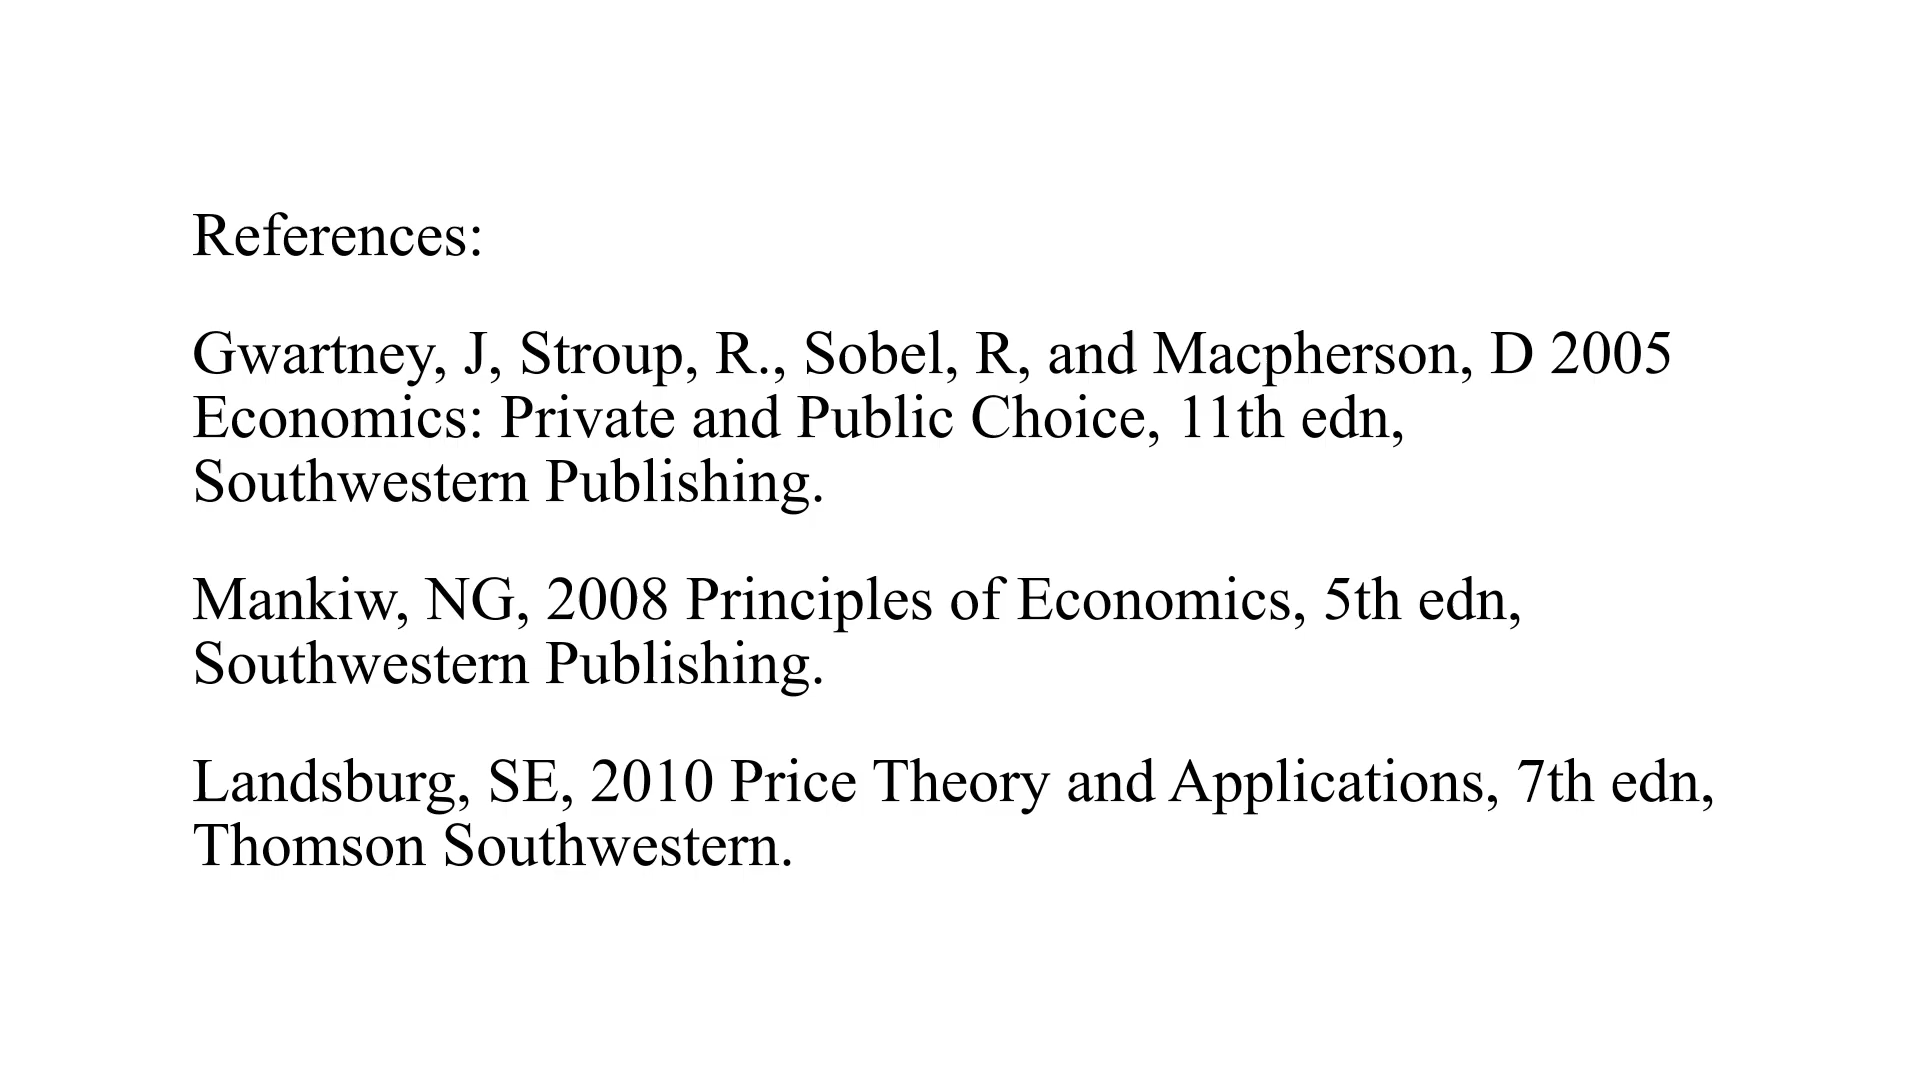 References:
Gwartney, J, Stroup, R., Sobel, R, and Macpherson, D 2005
Economics: Private and Public Choice, 11th edn,
Southwestern Publishing.
Mankiw, NG, 2008 Principles of Economics, 5th edn,
Southwestern Publishing.
Landsburg, SE, 2010 Price Theory and Applications, 7th edn,
Thomson Southwestern.